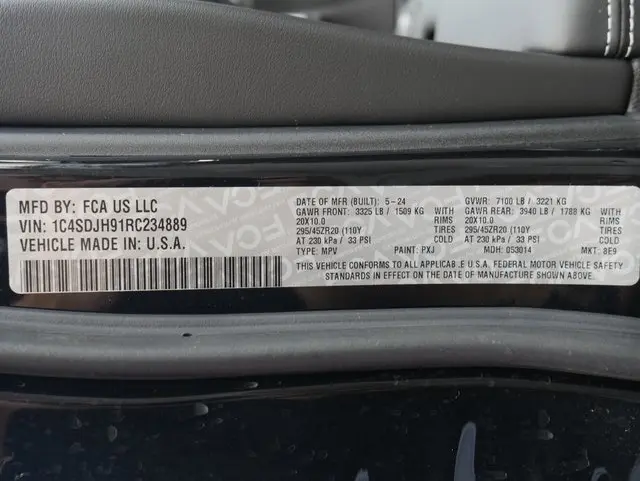 MFD BY: FCA US LLC
VIN: 1C4SDJH91RC234889
VEHICLE MADE IN: U.S.A.
DATE OF MFR (BUILT): 5-24 GVWR: 7100 LB / 3221 KG
GAWR FRONT: 3325 LB / 1509 KG WITH GAWR REAR: 3940 LB / 1788 KG WITH
20X10.0 RIMS 20X10.0 RIMS
295/45ZR20 (110Y TIRES 295/45ZR20 (110Y TIRES
AT 230 kPa / 33 PSI AT 230 kPa / 33 PSI
TYPE: MPV PAINT: PXJ MDH: 053014 MKT: 8E9
THIS VEHICLE CONFORMS TO ALL APPLICABLE U.S.A. FEDERAL MOTOR VEHICLE SAFETY
STANDARDS IN EFFECT ON THE DATE OF MANUFACTURE SHOWN ABOVE.